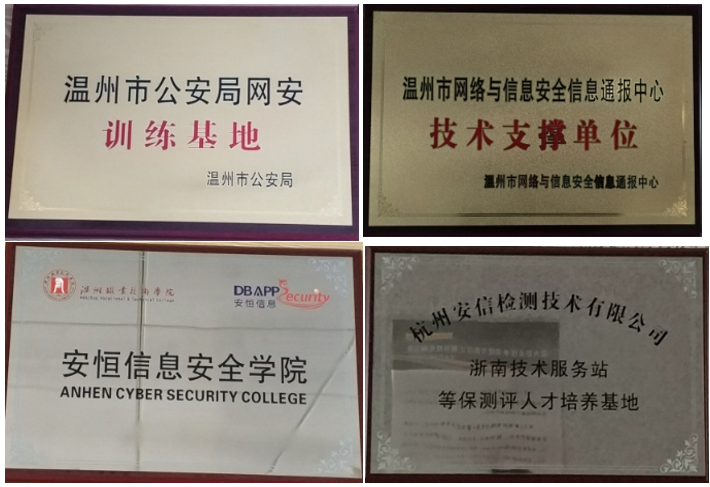 温州市公安局网安
训练基地
温州市公安局
温州市网络与信息安全信息通报中心
技术支撑单位
温州市网络与信息安全信息通报中心
温州职业技术学院
Wenzhou Vocational & Technical College
DBAPPSecurity
安恒信息
安恒信息安全学院
ANHEN CYBER SECURITY COLLEGE
杭州安信检测技术有限公司
浙南技术服务站
等保测评人才培养基地